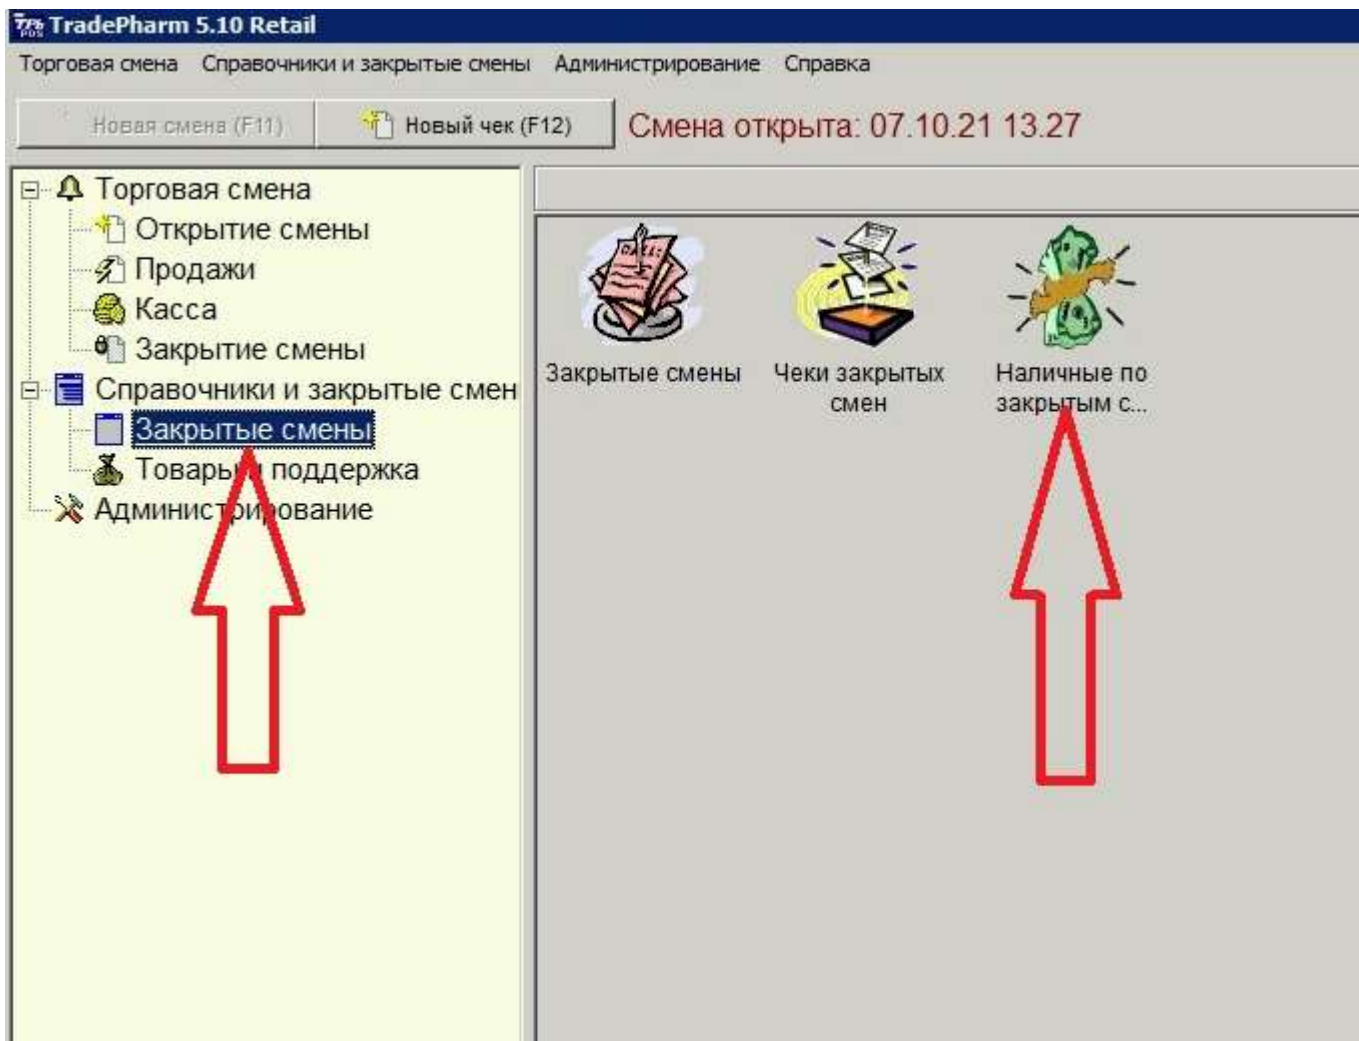 TradePharm 5.10 Retail
Торговая смена Справочники и закрытые смены Администрирование Справка
Новая смена (F11) Новый чек (F12) Смена открыта: 07.10.21 13.27
Торговая смена
Открытие смены
Продажи
Касса
Закрытие смены
Справочники и закрытые смен
Закрытые смены
Товары и поддержка
Администрирование
Закрытые смены
Чеки закрытых
смен
Наличные по
закрытым с...